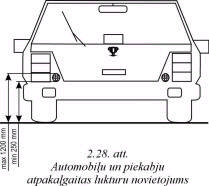 max 1200 mm
min 250 mm
2.28. att.
Automobiļu un piekabju
atpakaļgaitas lukturu novietojums